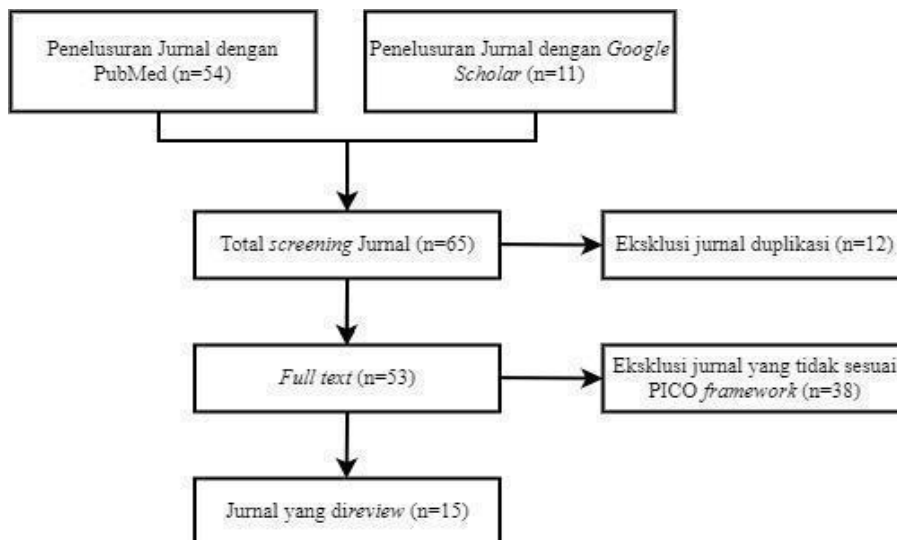 Penelusuran Jurnal dengan
PubMed (n=54)
Penelusuran Jurnal dengan Google
Scholar (n=11)
Total screening Jurnal (n=65)
Eksklusi jurnal duplikasi (n=12)
Full text (n=53)
Eksklusi jurnal yang tidak sesuai
PICO framework (n=38)
Jurnal yang direview (n=15)